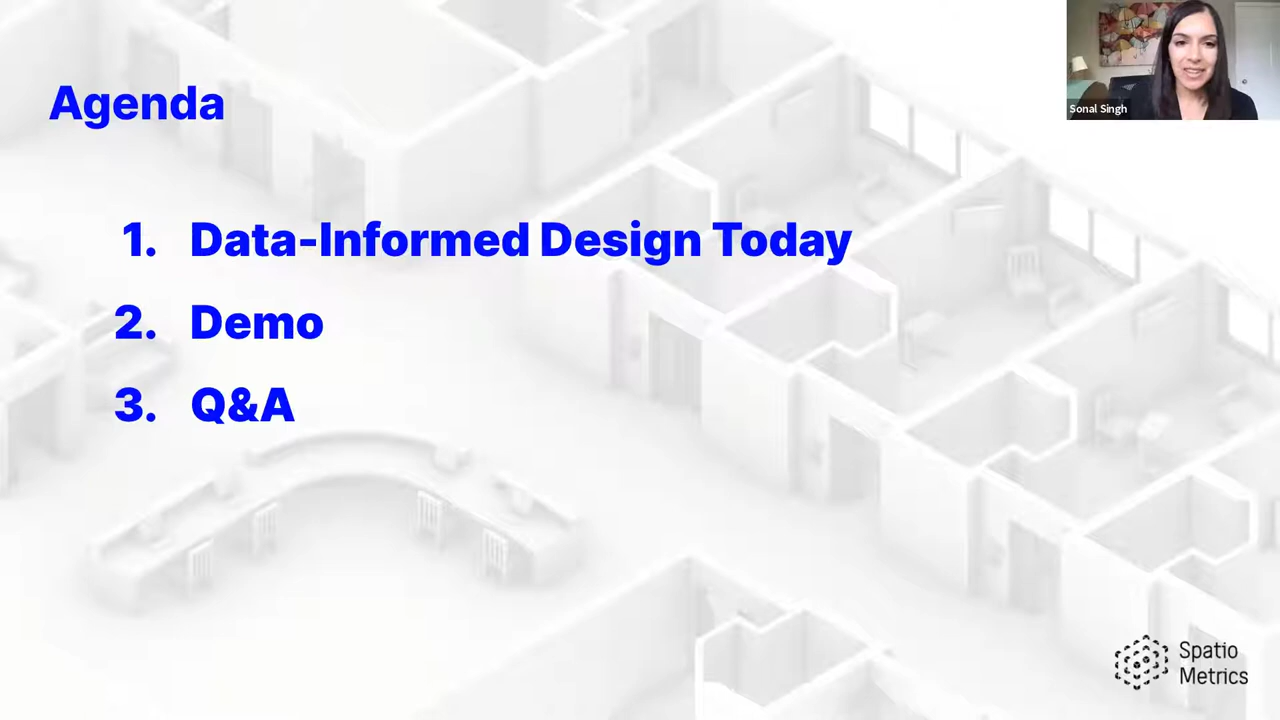 Agenda
Sonal Singh
1. Data-Informed Design Today
2. Demo
3. Q&A
Spatio
Metrics